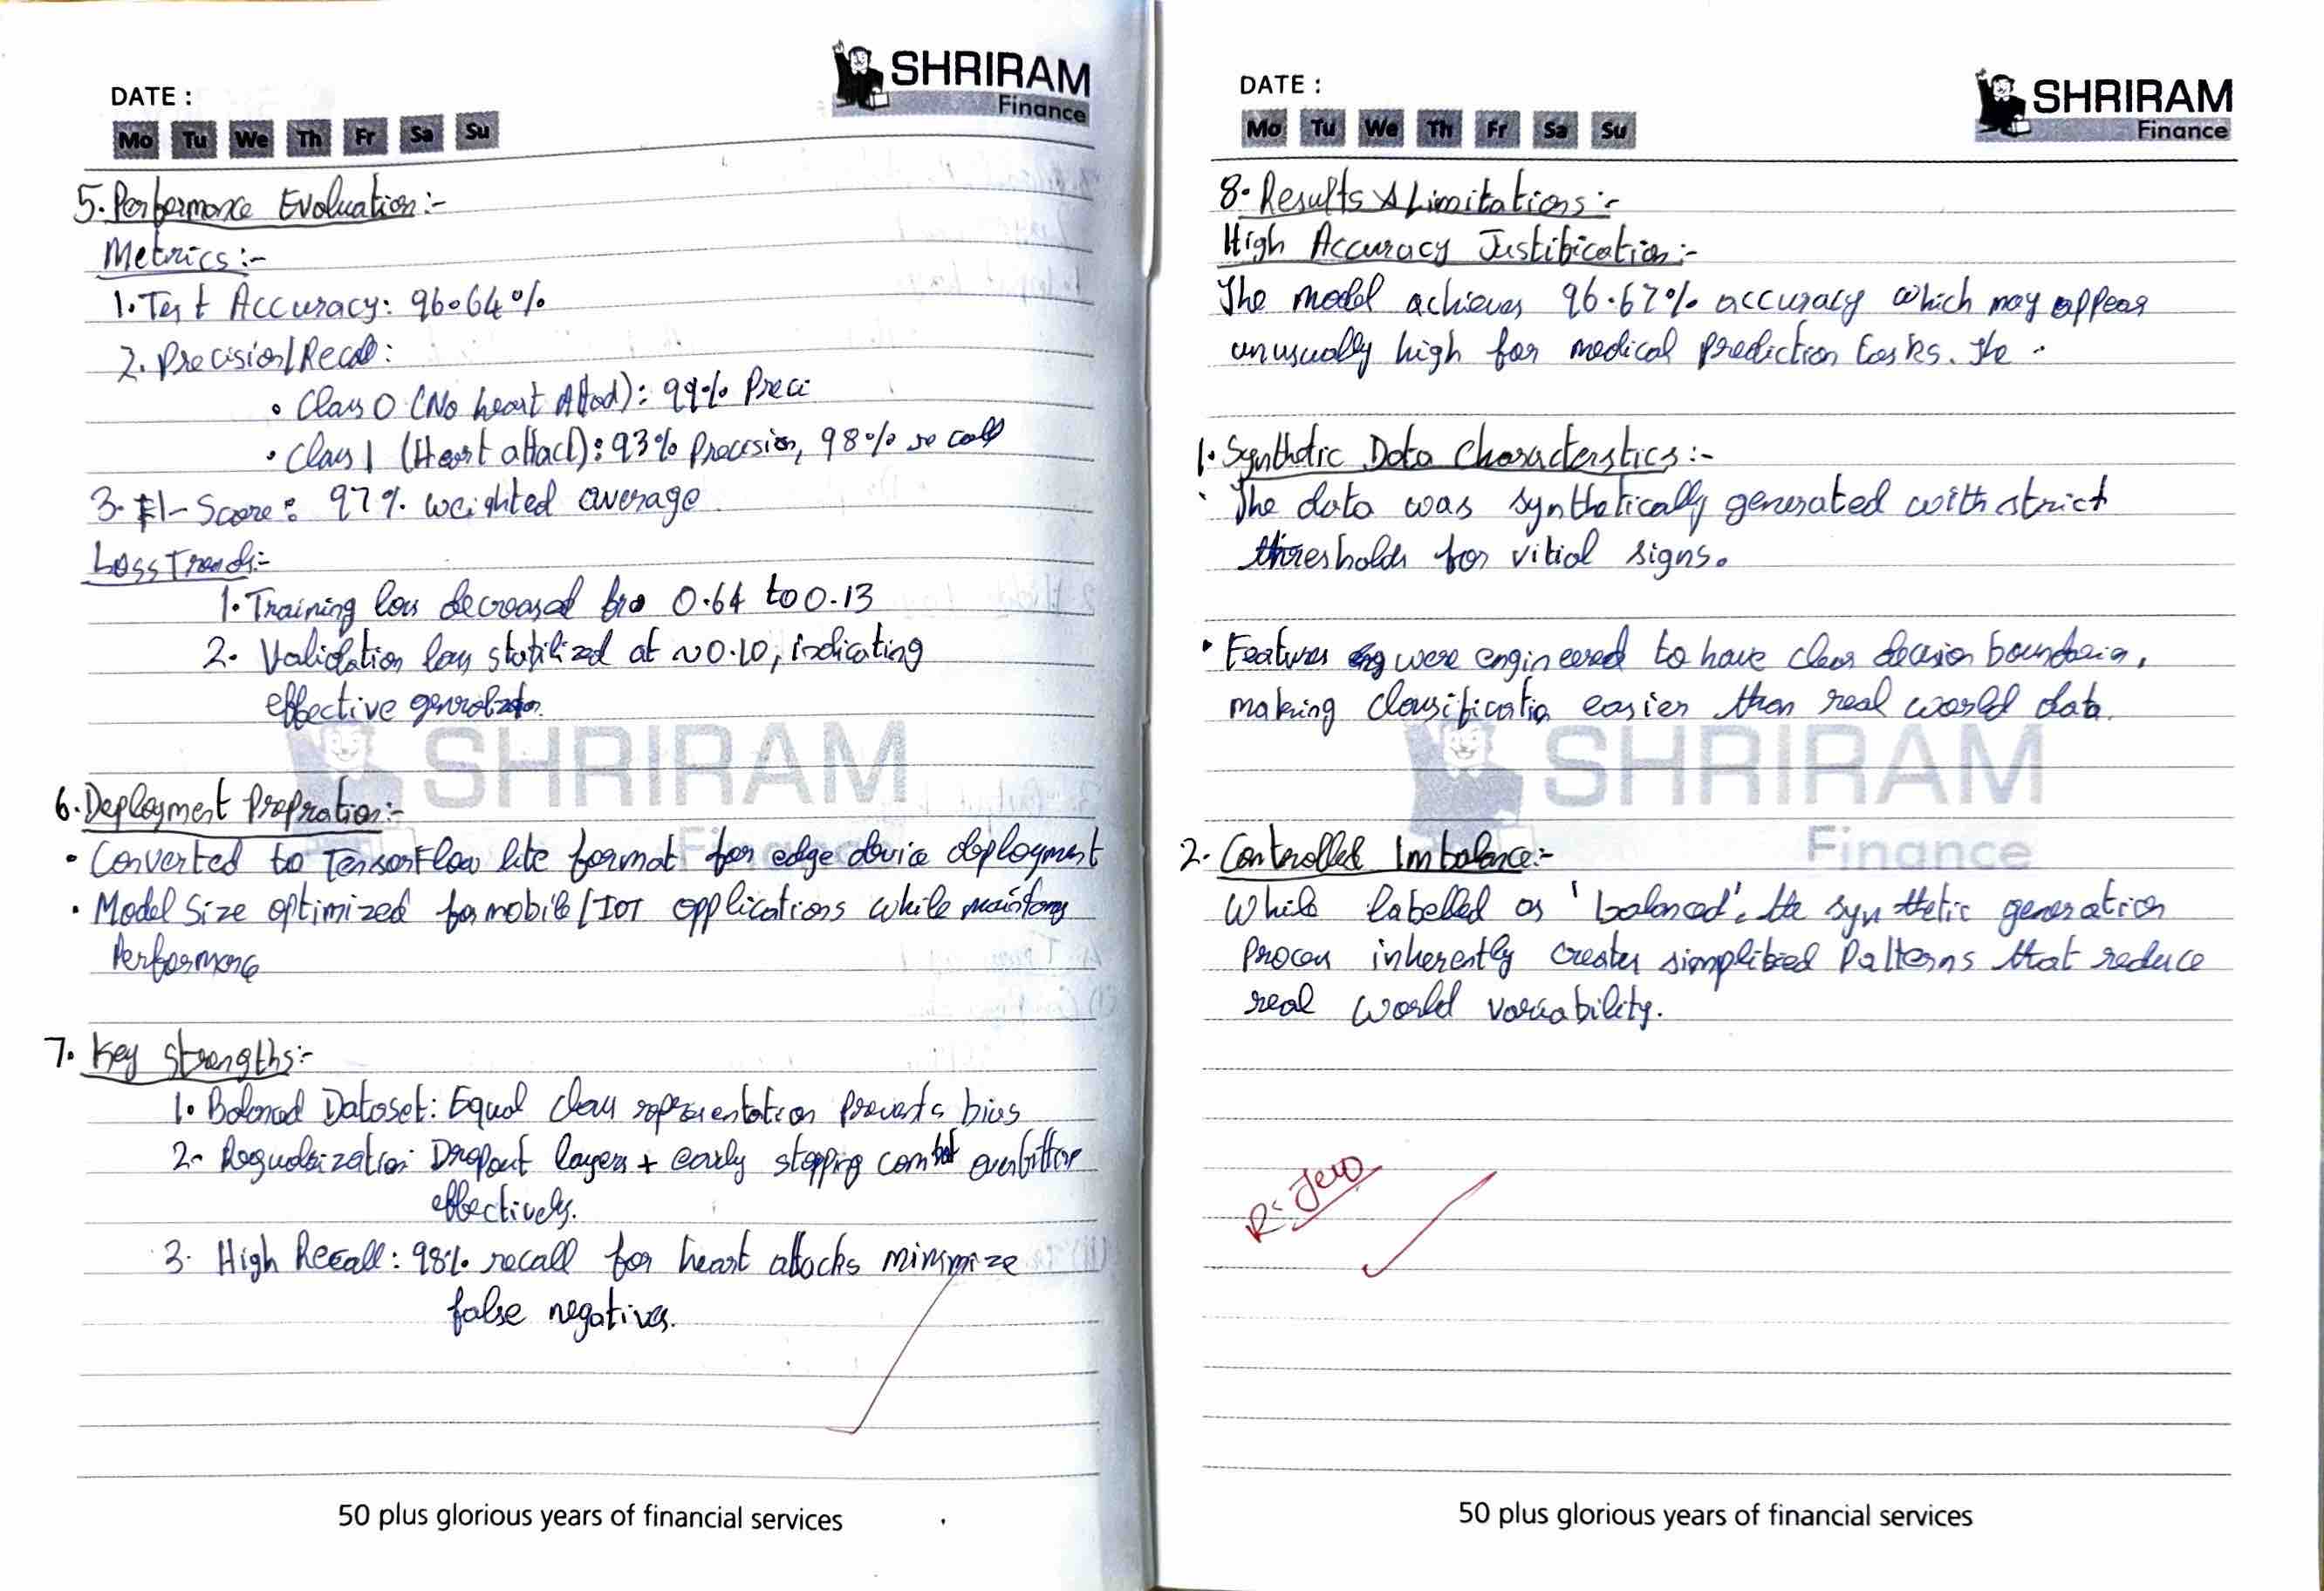 DATE :
SHRIRAM
Finance
Mo Tu We Th Fr Sa Su
5. Performance Evaluation:-
Metrics:-
1. Test Accuracy: 96.64%
2. Precision/Recall:
• Class 0 (No heart Attack): 99% Preci
• Class 1 (Heart attack): 93% Precision, 98% recall
3. F1-Score: 97% weighted average
Loss Trends:-
1. Training loss decreased fro 0.64 to 0.13
2. Validation loss stabilized at ~0.10, indicating
effective
SHRIRAM
Finance
6. Deployment Prepration:-
• Converted to TensorFlow lite format for edge device deployment
• Model Size optimized for mobile/IOT applications while
Performance
7. Key Strengths:-
1. Balanced Dataset: Equal class representation prevents bias
2. Regularization: Dropout layers + early stopping combat
effectively.
3. High Recall: 98% recall for heart attacks minimize
false negatives.
50 plus glorious years of financial services
DATE :
SHRIRAM
Finance
Mo Tu We Th Fr Sa Su
8. Results & Limitations:-
High Accuracy Justification:-
The model achieves 96.67% accuracy which may appear
unusually high for medical prediction tasks. The
1. Synthetic Data Characterstics:-
• The data was synthetically generated with strict
thresholds for vitial signs.
• Features eng were engineered to have clear decision boundaries,
making classificatio easier than real world data.
SHRIRAM
Finance
2. Controlled Imbalance:-
While labelled as 'balanced', the synthetic generation
process inherently creates simplified Patterns that reduce
real world variability.
50 plus glorious years of financial services